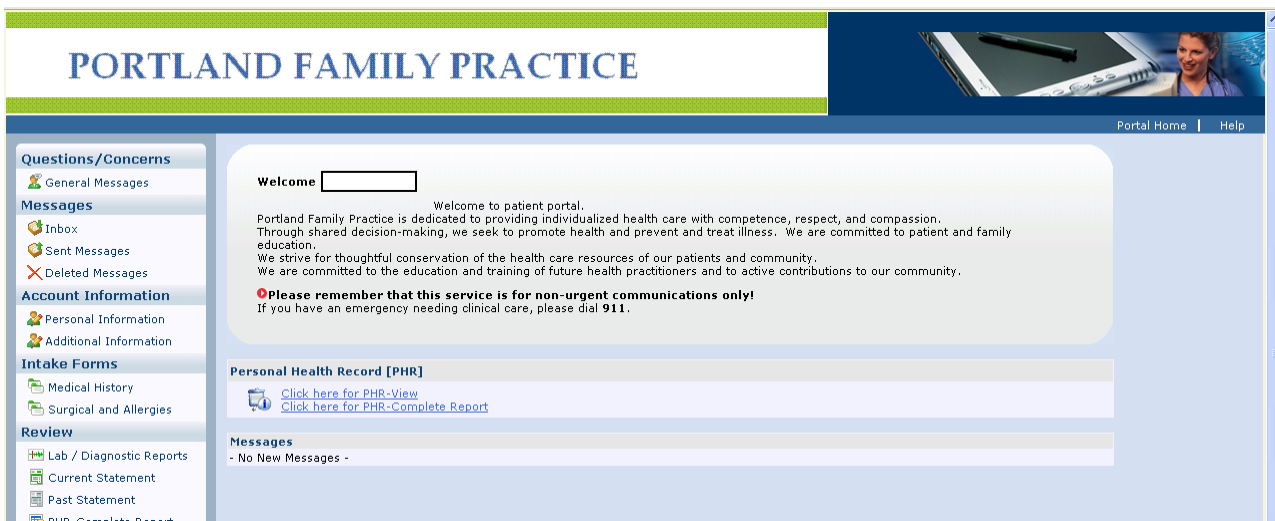 PORTLAND FAMILY PRACTICE
Portal Home | Help
Questions/Concerns
General Messages
Messages
Inbox
Sent Messages
Deleted Messages
Account Information
Personal Information
Additional Information
Intake Forms
Medical History
Surgical and Allergies
Review
Lab / Diagnostic Reports
Current Statement
Past Statement
PHR-Complete Report
Welcome
Welcome to patient portal.
Portland Family Practice is dedicated to providing individualized health care with competence, respect, and compassion.
Through shared decision-making, we seek to promote health and prevent and treat illness. We are committed to patient and family
education.
We strive for thoughtful conservation of the health care resources of our patients and community.
We are committed to the education and training of future health practitioners and to active contributions to our community.
Please remember that this service is for non-urgent communications only!
If you have an emergency needing clinical care, please dial 911.
Personal Health Record [PHR]
Click here for PHR-View
Click here for PHR-Complete Report
Messages
- No New Messages -